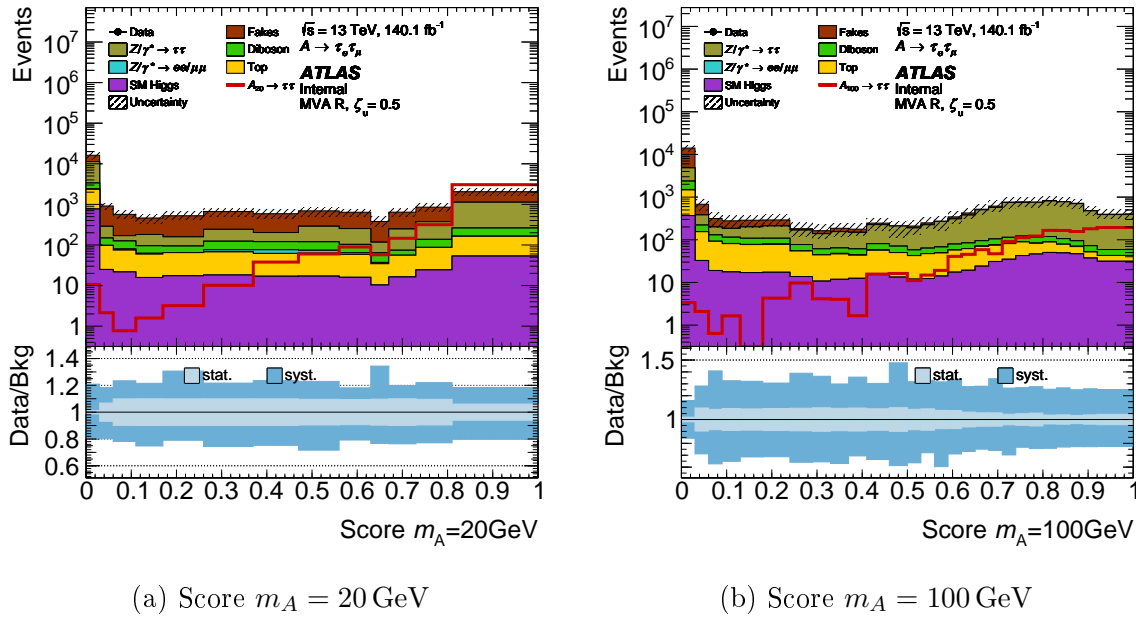 Events
10⁷
10⁶
10⁵
10⁴
10³
10²
10
1
Data
Z/γ* → ττ
Z/γ* → ee/μμ
SM Higgs
Uncertainty
Fakes
Diboson
Top
A₂₀ → ττ
√s = 13 TeV, 140.1 fb⁻¹
A → τₑτμ
ATLAS
Internal
MVA R, ζᵤ = 0.5
Data/Bkg
1.4
1.2
1
0.8
0.6
stat. syst.
0 0.1 0.2 0.3 0.4 0.5 0.6 0.7 0.8 0.9 1
Score m_A=20GeV
(a) Score m_A = 20 GeV
Events
10⁷
10⁶
10⁵
10⁴
10³
10²
10
1
Data
Z/γ* → ττ
Z/γ* → ee/μμ
SM Higgs
Uncertainty
Fakes
Diboson
Top
A₁₀₀ → ττ
√s = 13 TeV, 140.1 fb⁻¹
A → τₑτμ
ATLAS
Internal
MVA R, ζᵤ = 0.5
Data/Bkg
1.5
1
stat. syst.
0 0.1 0.2 0.3 0.4 0.5 0.6 0.7 0.8 0.9 1
Score m_A=100GeV
(b) Score m_A = 100 GeV